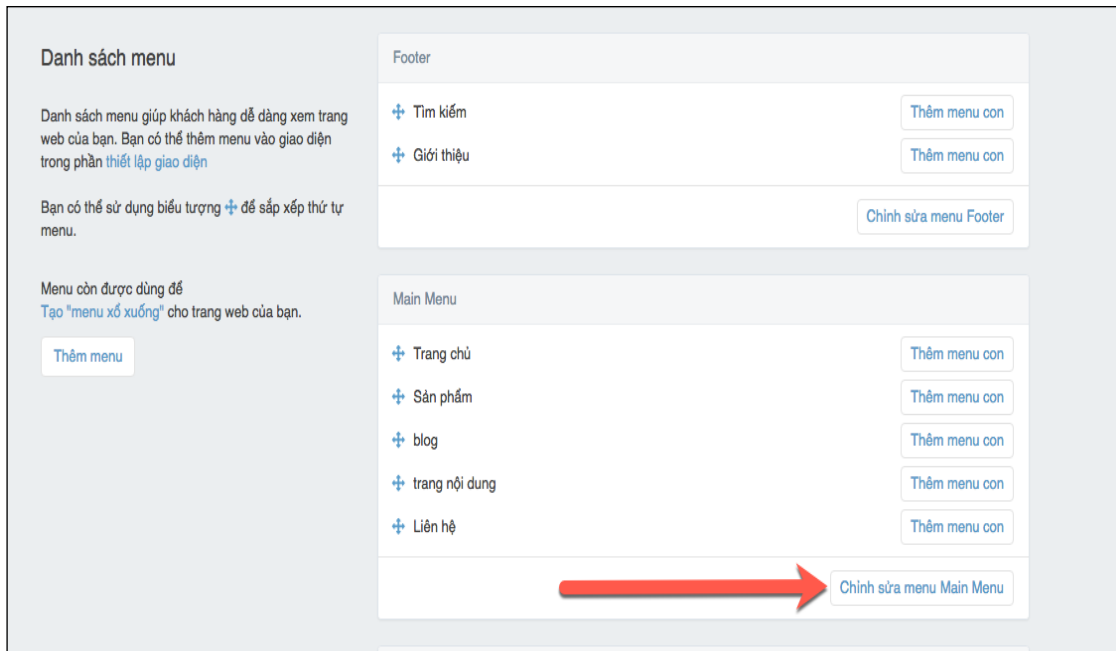 Danh sách menu
Danh sách menu giúp khách hàng dễ dàng xem trang
web của bạn. Bạn có thể thêm menu vào giao diện
trong phần thiết lập giao diện
Bạn có thể sử dụng biểu tượng để sắp xếp thứ tự
menu.
Menu còn được dùng để
Tạo "menu xổ xuống" cho trang web của bạn.
Thêm menu
Footer
Tìm kiếm Thêm menu con
Giới thiệu Thêm menu con
Chỉnh sửa menu Footer
Main Menu
Trang chủ Thêm menu con
Sản phẩm Thêm menu con
blog Thêm menu con
trang nội dung Thêm menu con
Liên hệ Thêm menu con
Chỉnh sửa menu Main Menu